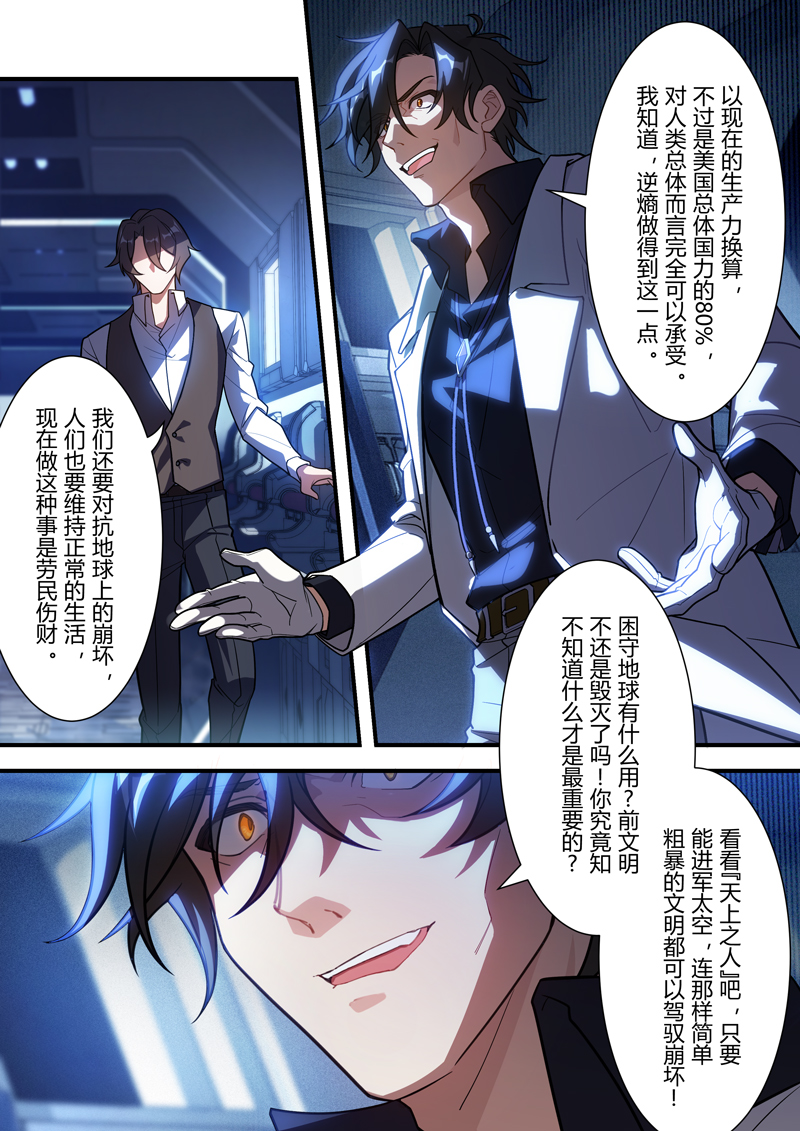 以现在的生产力换算，
不过是美国总体国力的80%，
对人类总体而言完全可以承受。
我知道，逆熵做得到这一点。
我们还要对抗地球上的崩坏，
人们也要维持正常的生活，
现在做这种事是劳民伤财。
困守地球有什么用？前文明
不还是毁灭了吗！你究竟知
不知道什么才是最重要的？
看看『天上之人』吧，只要
能进军太空，连那样简单
粗暴的文明都可以驾驭崩坏！